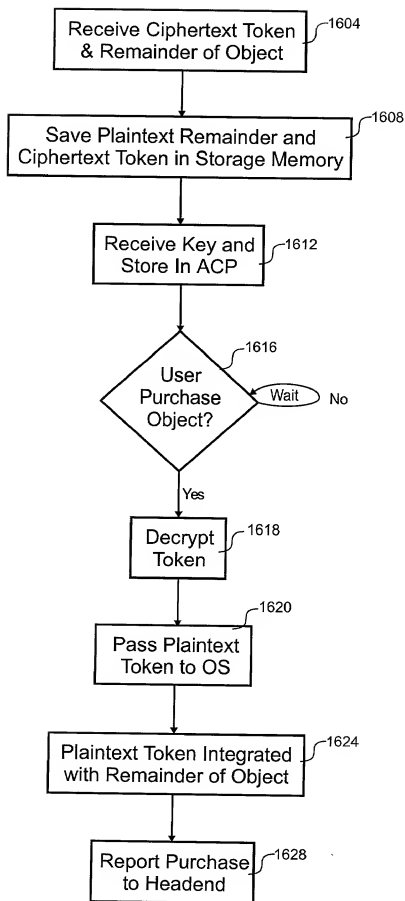 Receive Ciphertext Token
& Remainder of Object
1604
Save Plaintext Remainder and
Ciphertext Token in Storage Memory
1608
Receive Key and
Store In ACP
1612
User
Purchase
Object?
1616
Wait
No
Yes
Decrypt
Token
1618
Pass Plaintext
Token to OS
1620
Plaintext Token Integrated
with Remainder of Object
1624
Report Purchase
to Headend
1628